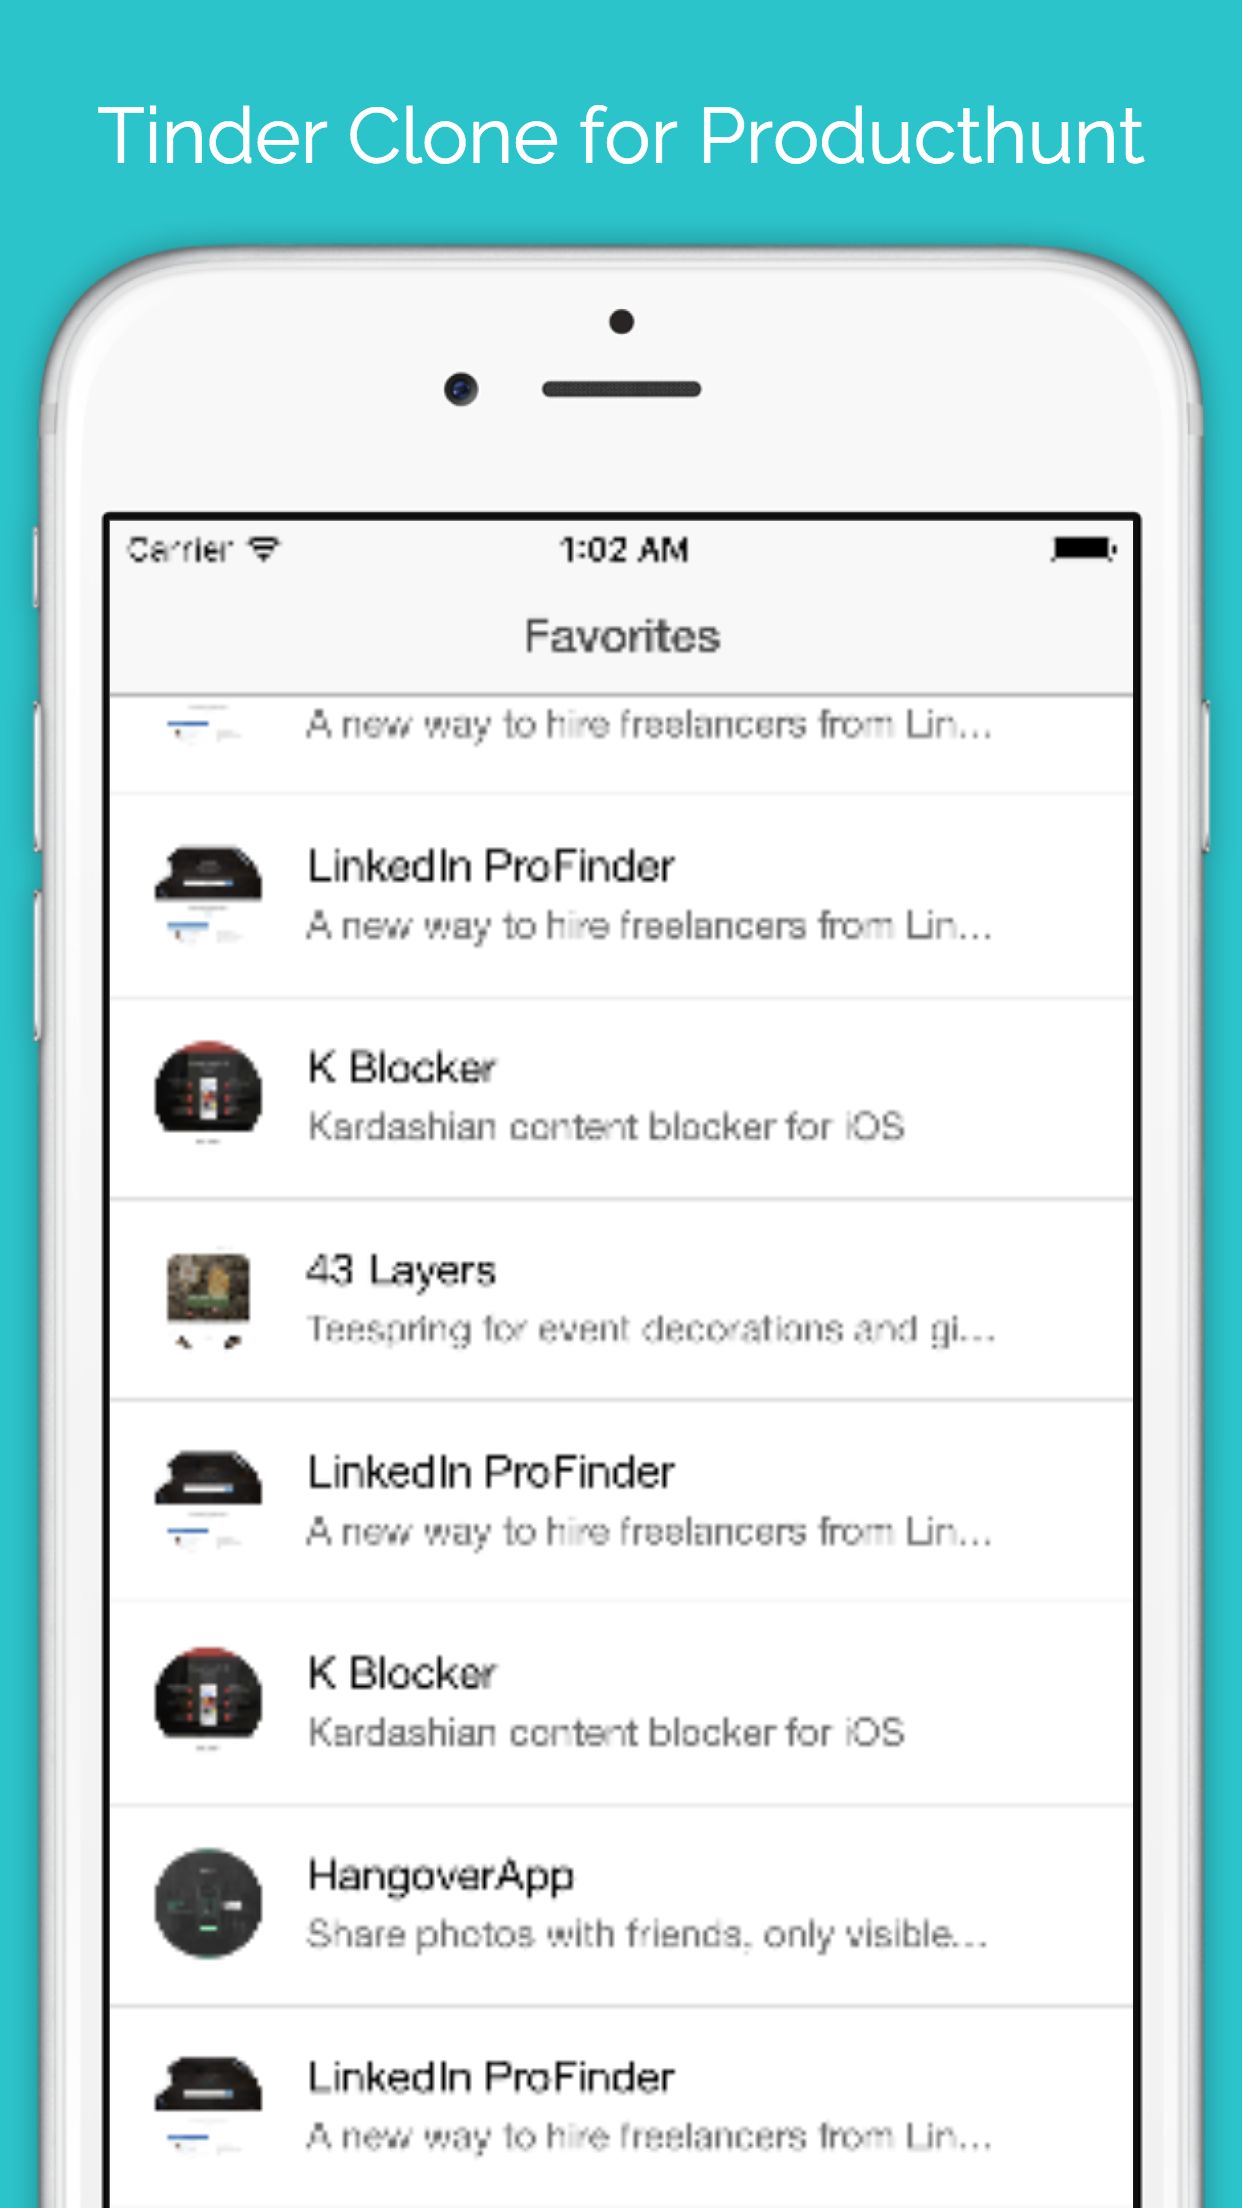 Tinder Clone for Producthunt
Carrier 1:02 AM
Favorites
A new way to hire freelancers from Lin...
LinkedIn ProFinder
A new way to hire freelancers from Lin...
K Blocker
Kardashian content blocker for iOS
43 Layers
Teespring for event decorations and gi...
LinkedIn ProFinder
A new way to hire freelancers from Lin...
K Blocker
Kardashian content blocker for iOS
HangoverApp
Share photos with friends, only visible...
LinkedIn ProFinder
A new way to hire freelancers from Lin...